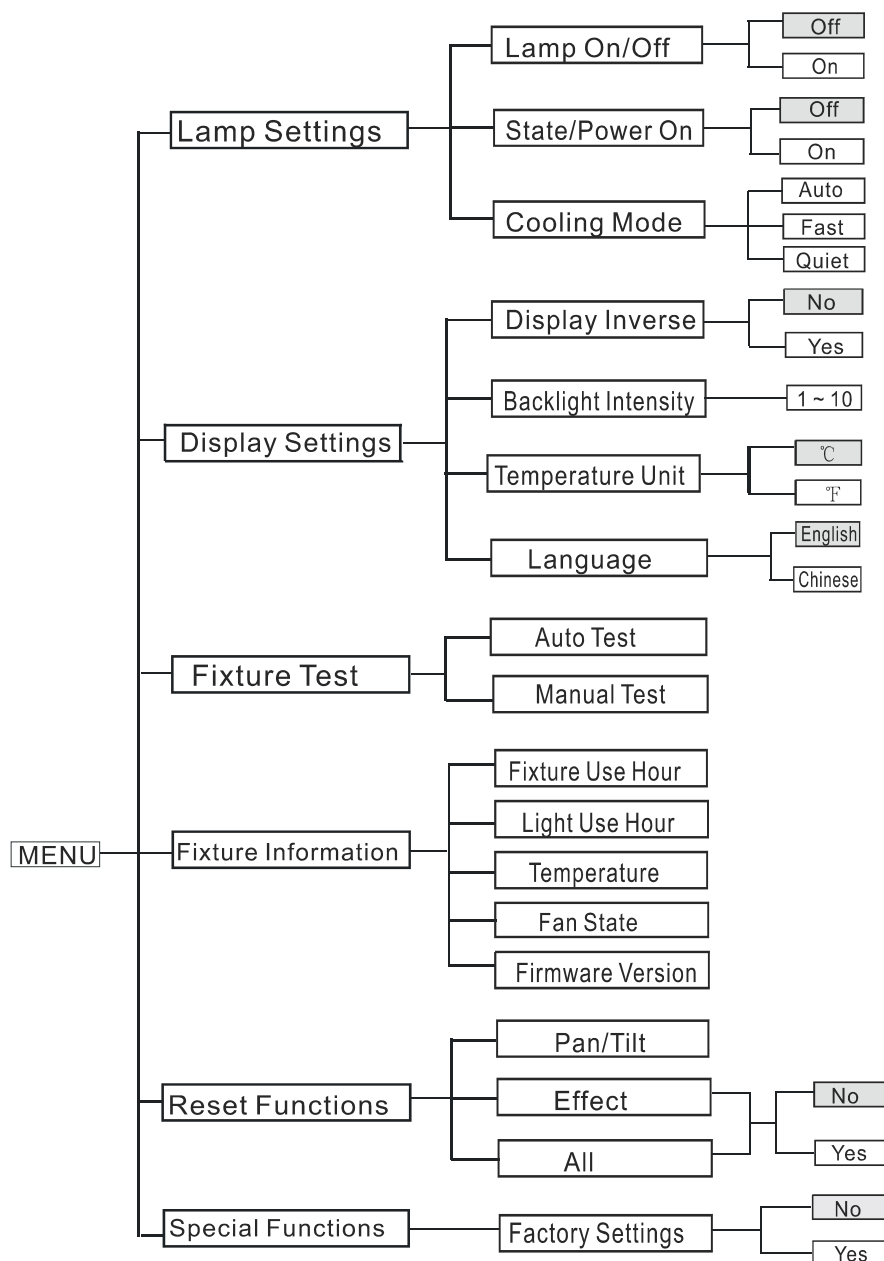 MENU
Lamp Settings
Lamp On/Off
Off
On
State/Power On
Off
On
Cooling Mode
Auto
Fast
Quiet
Display Settings
Display Inverse
No
Yes
Backlight Intensity
1 ~ 10
Temperature Unit
℃
℉
Language
English
Chinese
Fixture Test
Auto Test
Manual Test
Fixture Information
Fixture Use Hour
Light Use Hour
Temperature
Fan State
Firmware Version
Reset Functions
Pan/Tilt
Effect
All
No
Yes
Special Functions
Factory Settings
No
Yes